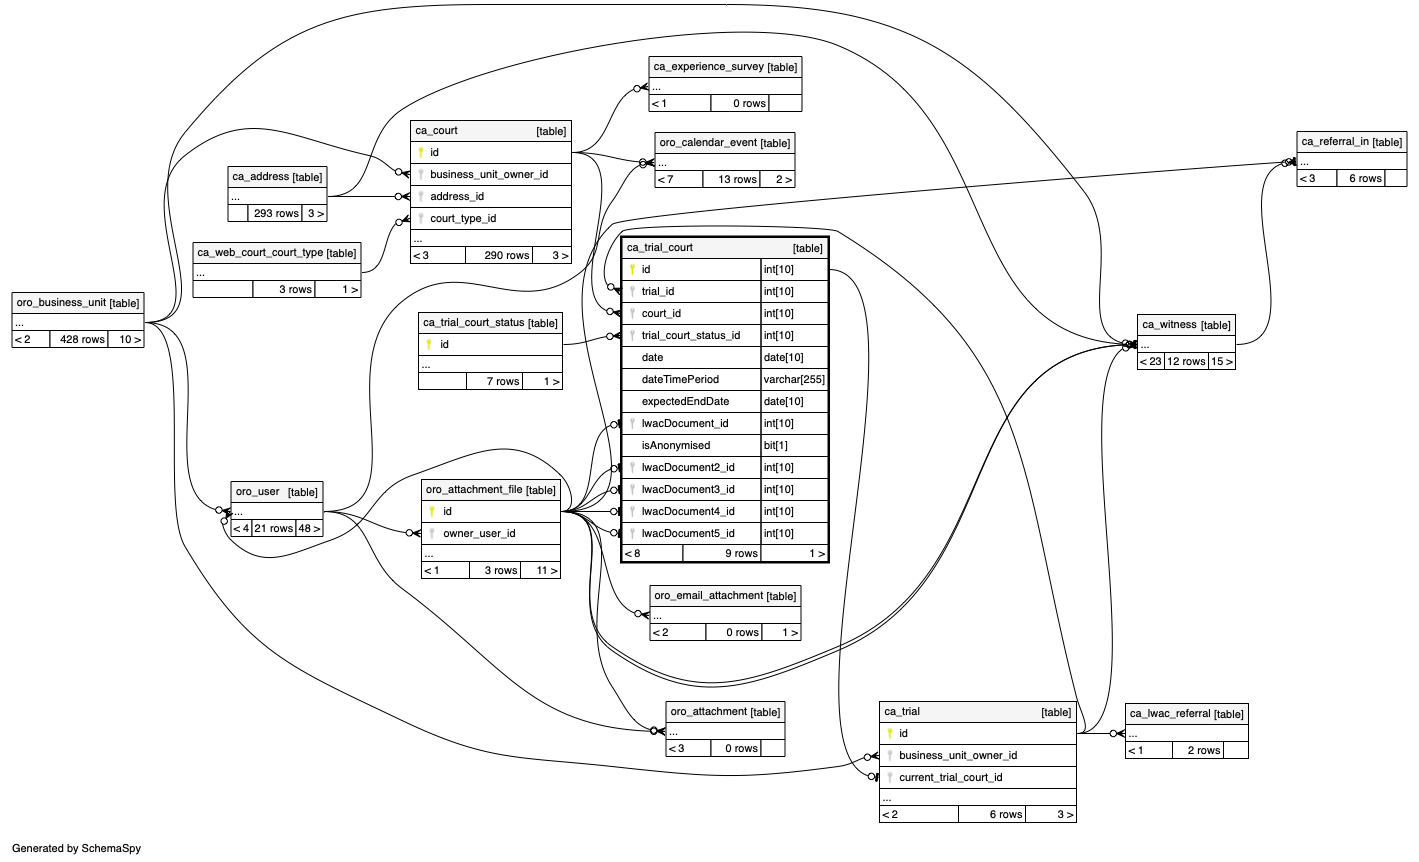 ca_experience_survey [table]
...
< 1 0 rows
ca_court [table]
id
business_unit_owner_id
address_id
court_type_id
...
< 3 290 rows 3 >
oro_calendar_event [table]
...
< 7 13 rows 2 >
ca_referral_in [table]
...
< 3 6 rows
ca_address [table]
...
293 rows 3 >
ca_web_court_court_type [table]
...
3 rows 1 >
ca_trial_court [table]
id int[10]
trial_id int[10]
court_id int[10]
trial_court_status_id int[10]
date date[10]
dateTimePeriod varchar[255]
expectedEndDate date[10]
lwacDocument_id int[10]
isAnonymised bit[1]
lwacDocument2_id int[10]
lwacDocument3_id int[10]
lwacDocument4_id int[10]
lwacDocument5_id int[10]
< 8 9 rows 1 >
oro_business_unit [table]
...
< 2 428 rows 10 >
ca_trial_court_status [table]
id
...
7 rows 1 >
ca_witness [table]
...
< 23 12 rows 15 >
oro_user [table]
...
< 4 21 rows 48 >
oro_attachment_file [table]
id
owner_user_id
...
< 1 3 rows 11 >
oro_email_attachment [table]
...
< 2 0 rows 1 >
oro_attachment [table]
...
< 3 0 rows
ca_trial [table]
id
business_unit_owner_id
current_trial_court_id
...
< 2 6 rows 3 >
ca_lwac_referral [table]
...
< 1 2 rows
Generated by SchemaSpy